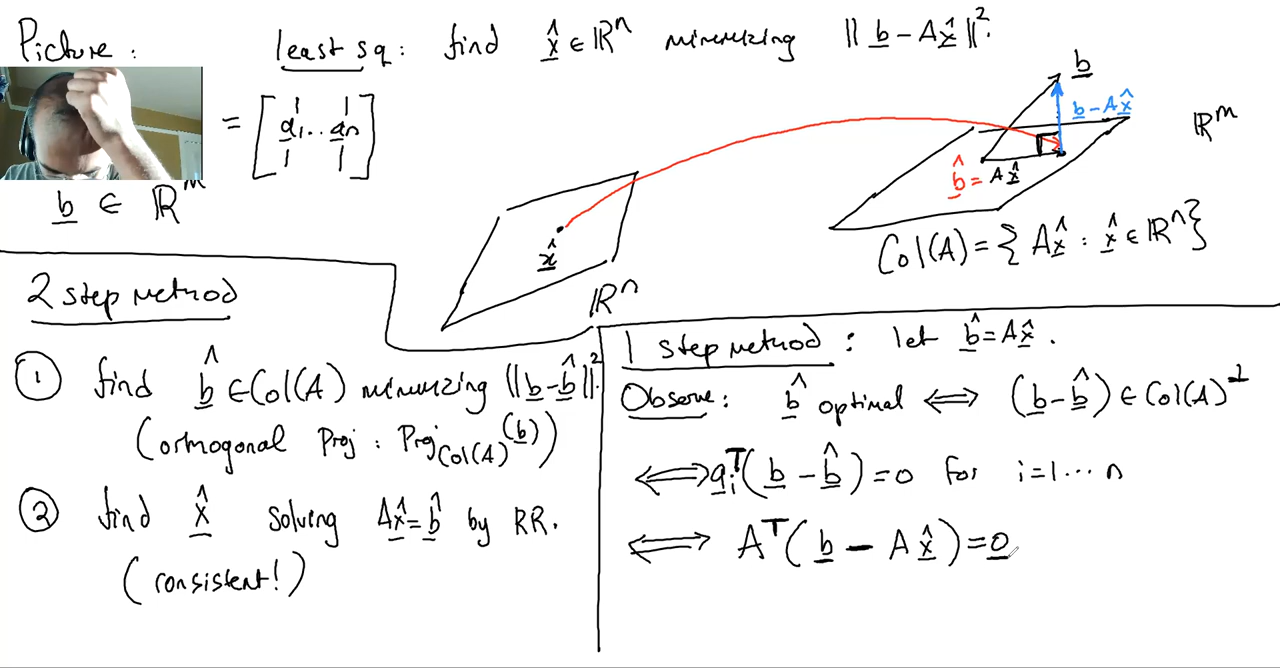 Picture: least sq: find x̂ ∈ ℝⁿ minimizing ‖b - Ax̂‖².
= [a₁ .. aₙ]
b ∈ ℝᵐ
x̂
ℝⁿ
b
b - Ax̂
b̂ = Ax̂
ℝᵐ
Col(A) = { Ax̂ : x̂ ∈ ℝⁿ }
2 step method
① find b̂ ∈ Col(A) minimizing ‖b - b̂‖².
(orthogonal Proj : Proj_Col(A) (b))
② find x̂ solving Ax̂ = b̂ by RR.
(consistent!)
1 step method : let b̂ = Ax̂.
Observe: b̂ optimal ⟺ (b - b̂) ∈ Col(A)^⊥
⟺ aᵢᵀ(b - b̂) = 0 for i = 1 ... n
⟺ Aᵀ(b - Ax̂) = 0